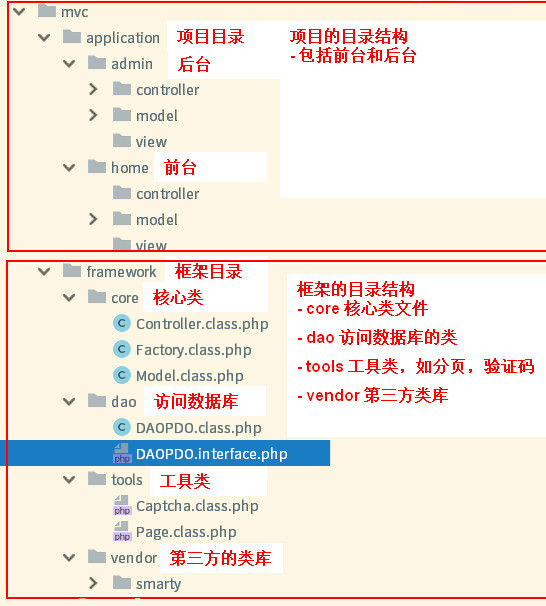 mvc
application 项目目录 项目的目录结构
admin 后台 - 包括前台和后台
controller
model
view
home 前台
controller
model
view
framework 框架目录
core 核心类 框架的目录结构
Controller.class.php - core 核心类文件
Factory.class.php - dao 访问数据库的类
Model.class.php - tools 工具类，如分页，验证码
dao 访问数据库 - vendor 第三方类库
DAOPDO.class.php
php DAOPDO.interface.php
tools 工具类
php Captcha.class.php
php Page.class.php
vendor 第三方的类库
smarty